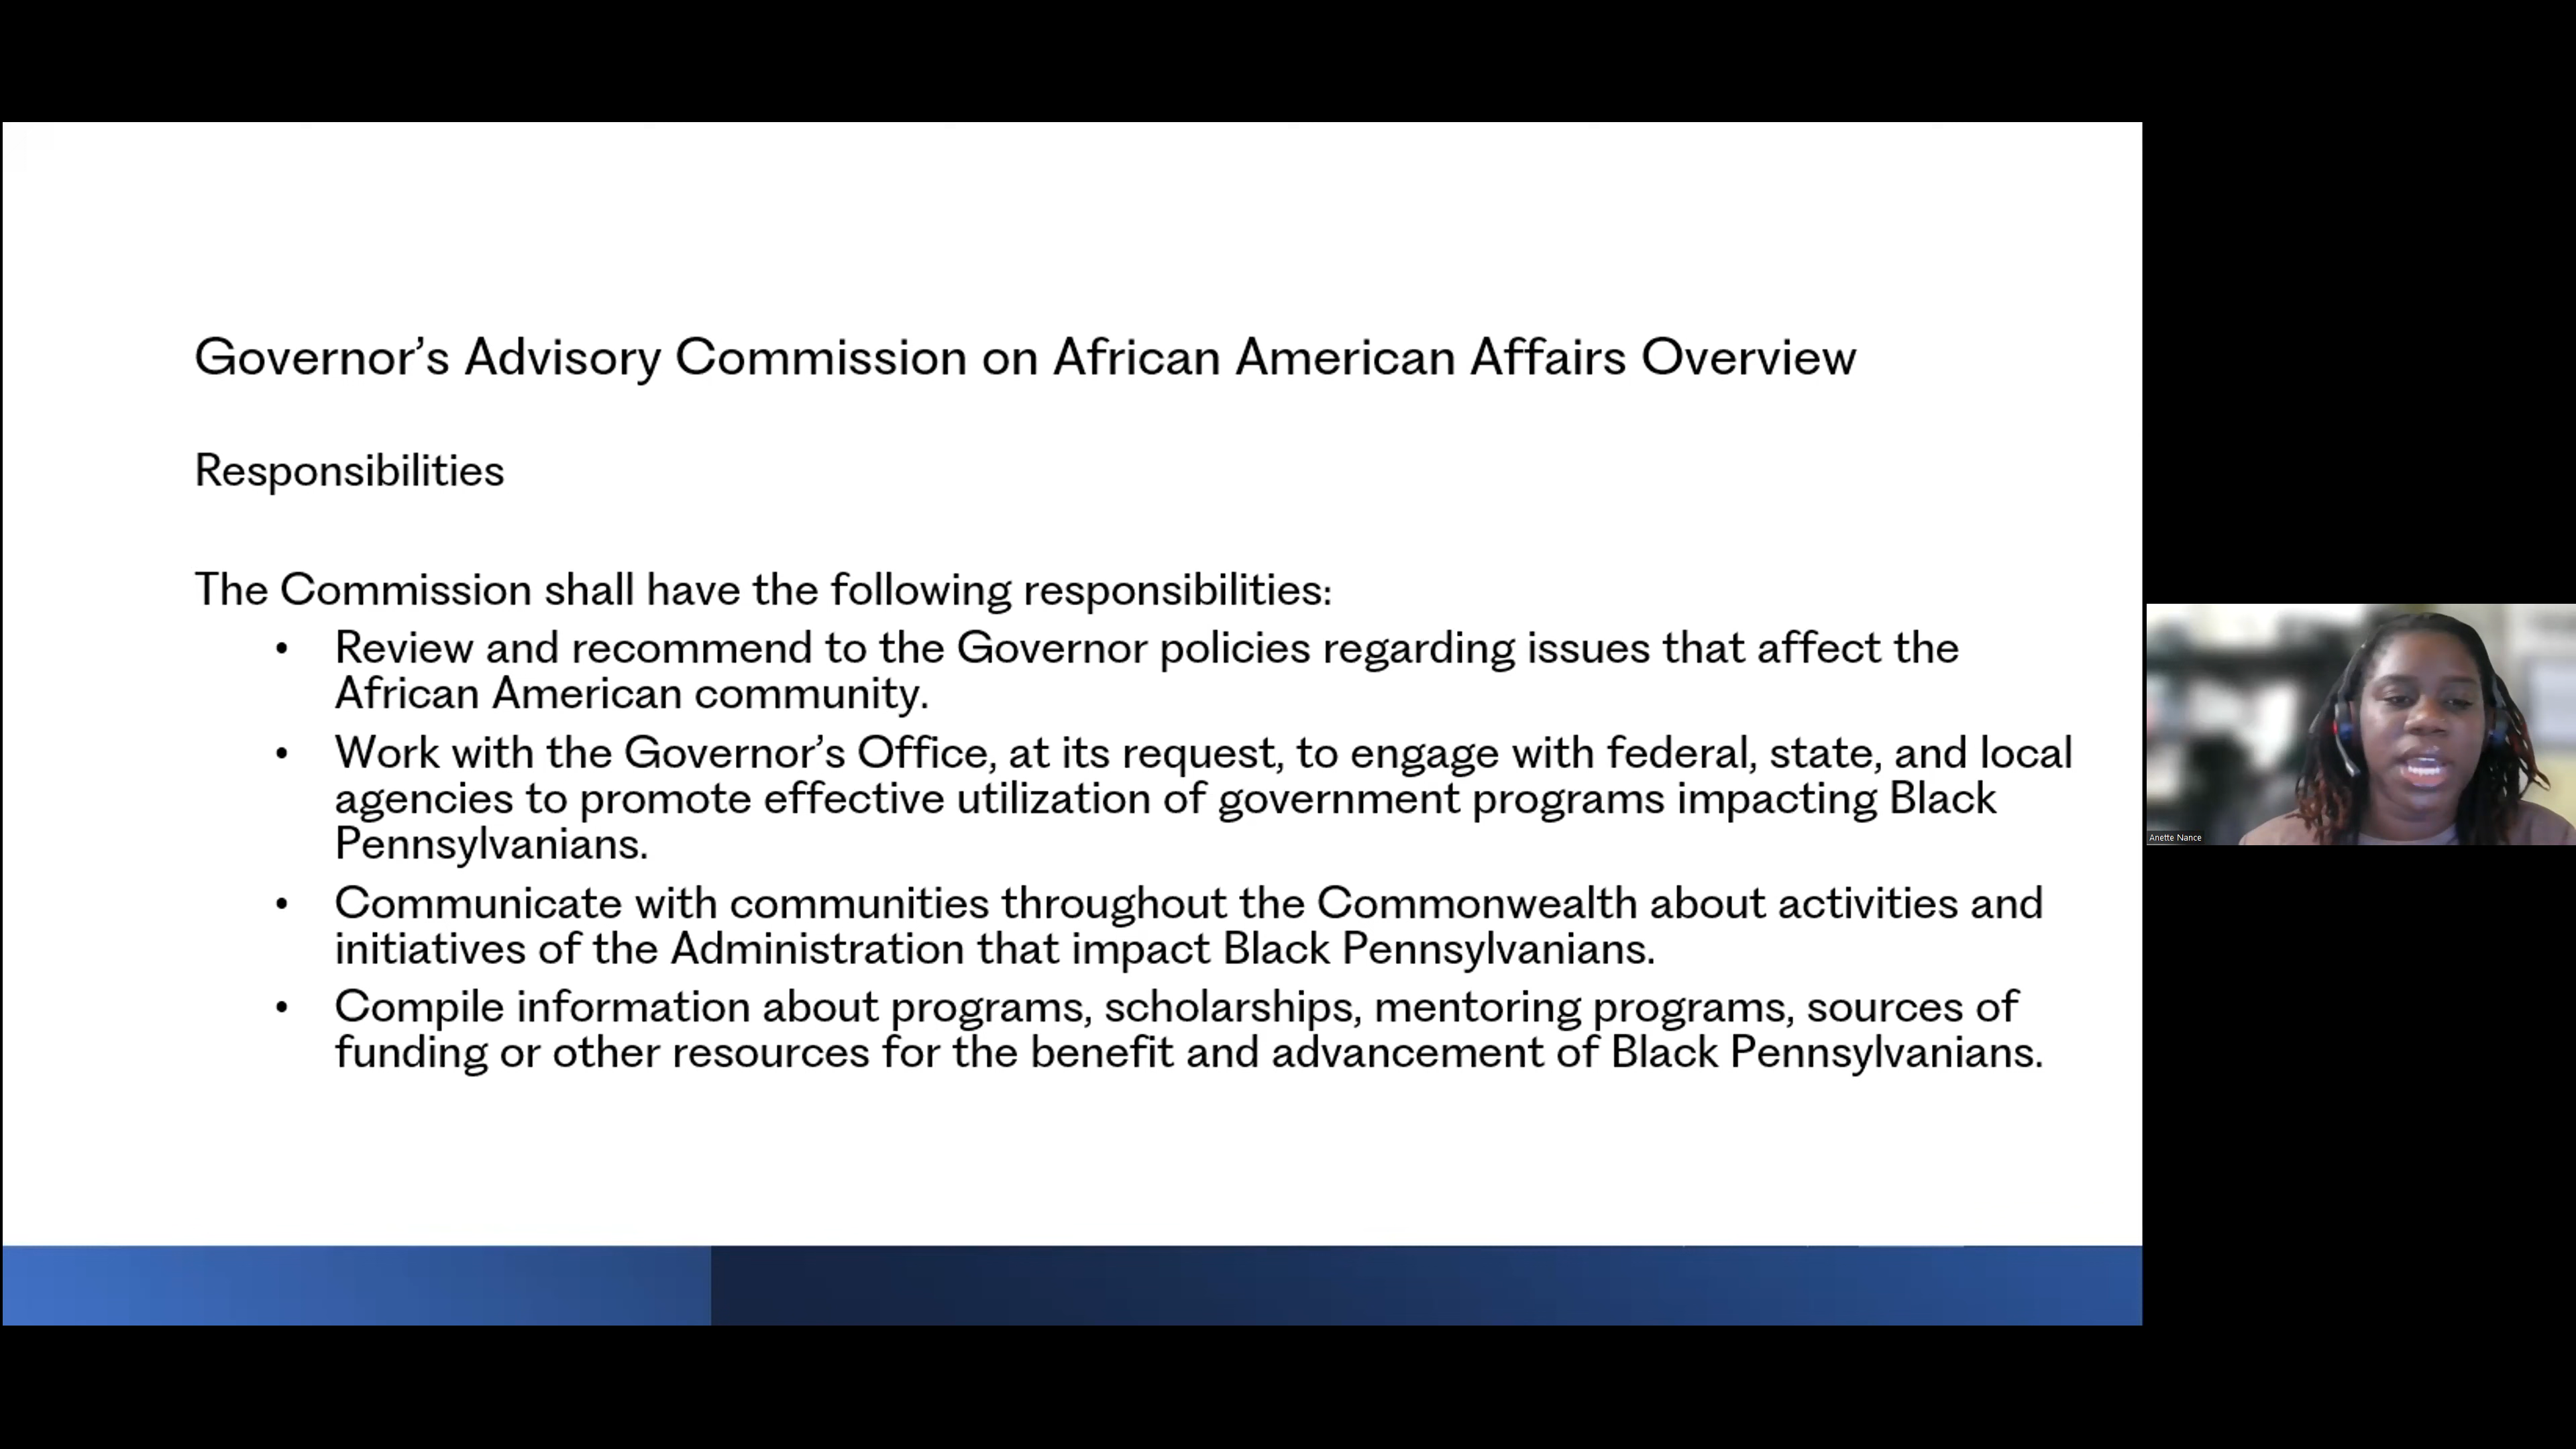 Governor’s Advisory Commission on African American Affairs Overview
Responsibilities
The Commission shall have the following responsibilities:
• Review and recommend to the Governor policies regarding issues that affect the
African American community.
• Work with the Governor’s Office, at its request, to engage with federal, state, and local
agencies to promote effective utilization of government programs impacting Black
Pennsylvanians.
• Communicate with communities throughout the Commonwealth about activities and
initiatives of the Administration that impact Black Pennsylvanians.
• Compile information about programs, scholarships, mentoring programs, sources of
funding or other resources for the benefit and advancement of Black Pennsylvanians.
Anette Nance